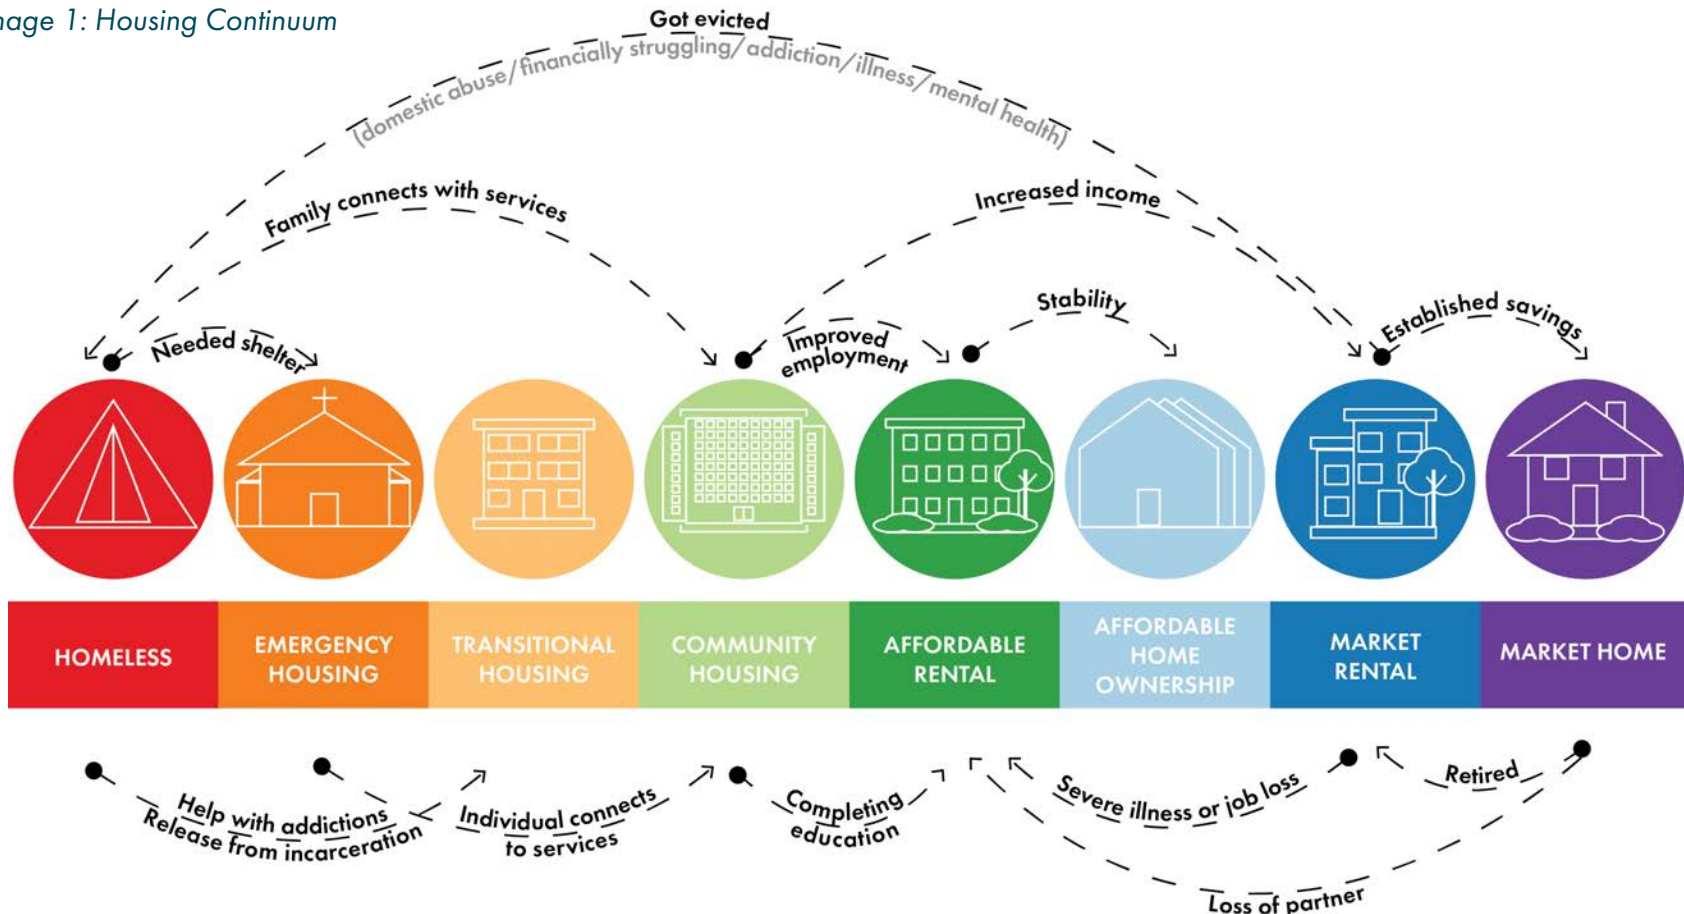 nage 1: Housing Continuum
Got evicted
(domestic abuse/financially struggling/addiction/illness/mental health)
Family connects with services
Increased income
Needed shelter
Improved
employment
Stability
Established savings
HOMELESS
EMERGENCY
HOUSING
TRANSITIONAL
HOUSING
COMMUNITY
HOUSING
AFFORDABLE
RENTAL
AFFORDABLE
HOME
OWNERSHIP
MARKET
RENTAL
MARKET HOME
Help with addictions
Release from incarceration
Individual connects
to services
Completing
education
Severe illness or job loss
Retired
Loss of partner